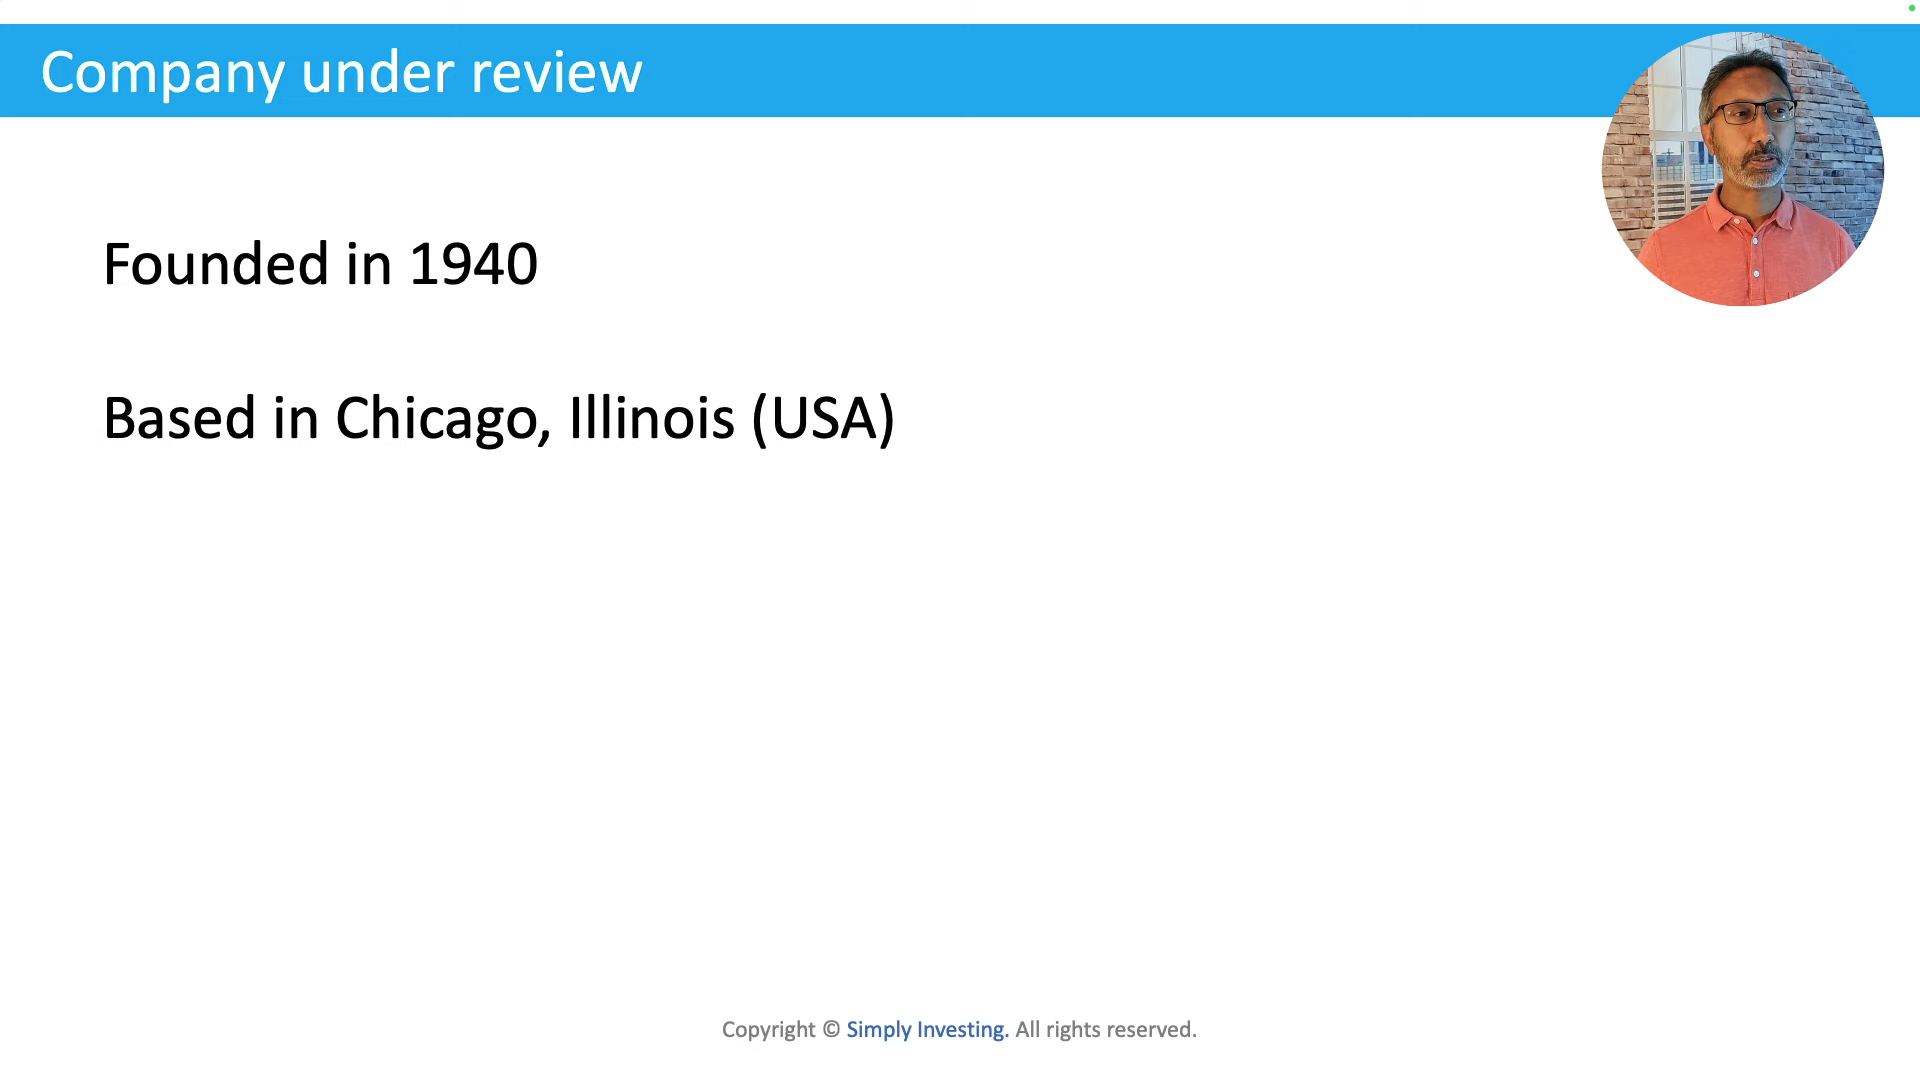 Company under review
Founded in 1940
Based in Chicago, Illinois (USA)
Copyright © Simply Investing. All rights reserved.